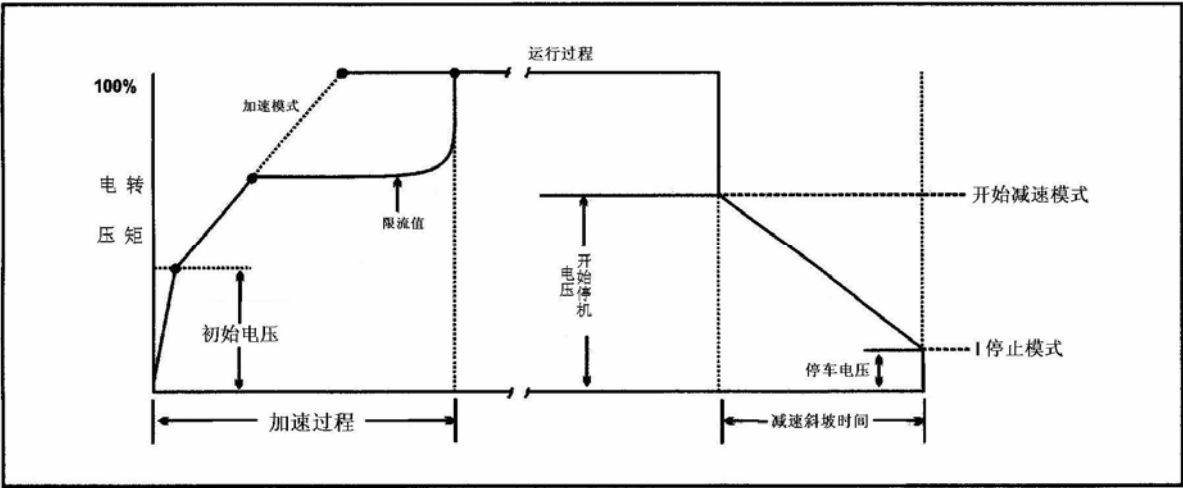 运行过程
100%
加速模式
电 转
压 矩
限流值
初始电压
加速过程
开始停机
电压
开始减速模式
I 停止模式
停车电压
减速斜坡时间